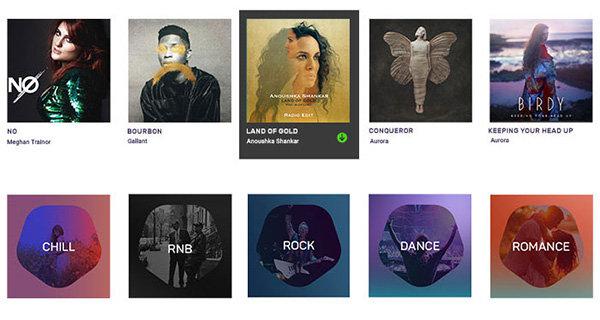 NO
ANOUSHKA SHANKAR
LAND OF GOLD
RADIO EDIT
BIRDY
KEEPING YOUR HEAD UP
NO
Meghan Trainor
BOURBON
Gallant
LAND OF GOLD
Anoushka Shankar
CONQUEROR
Aurora
KEEPING YOUR HEAD UP
Aurora
CHILL
RNB
ROCK
DANCE
ROMANCE